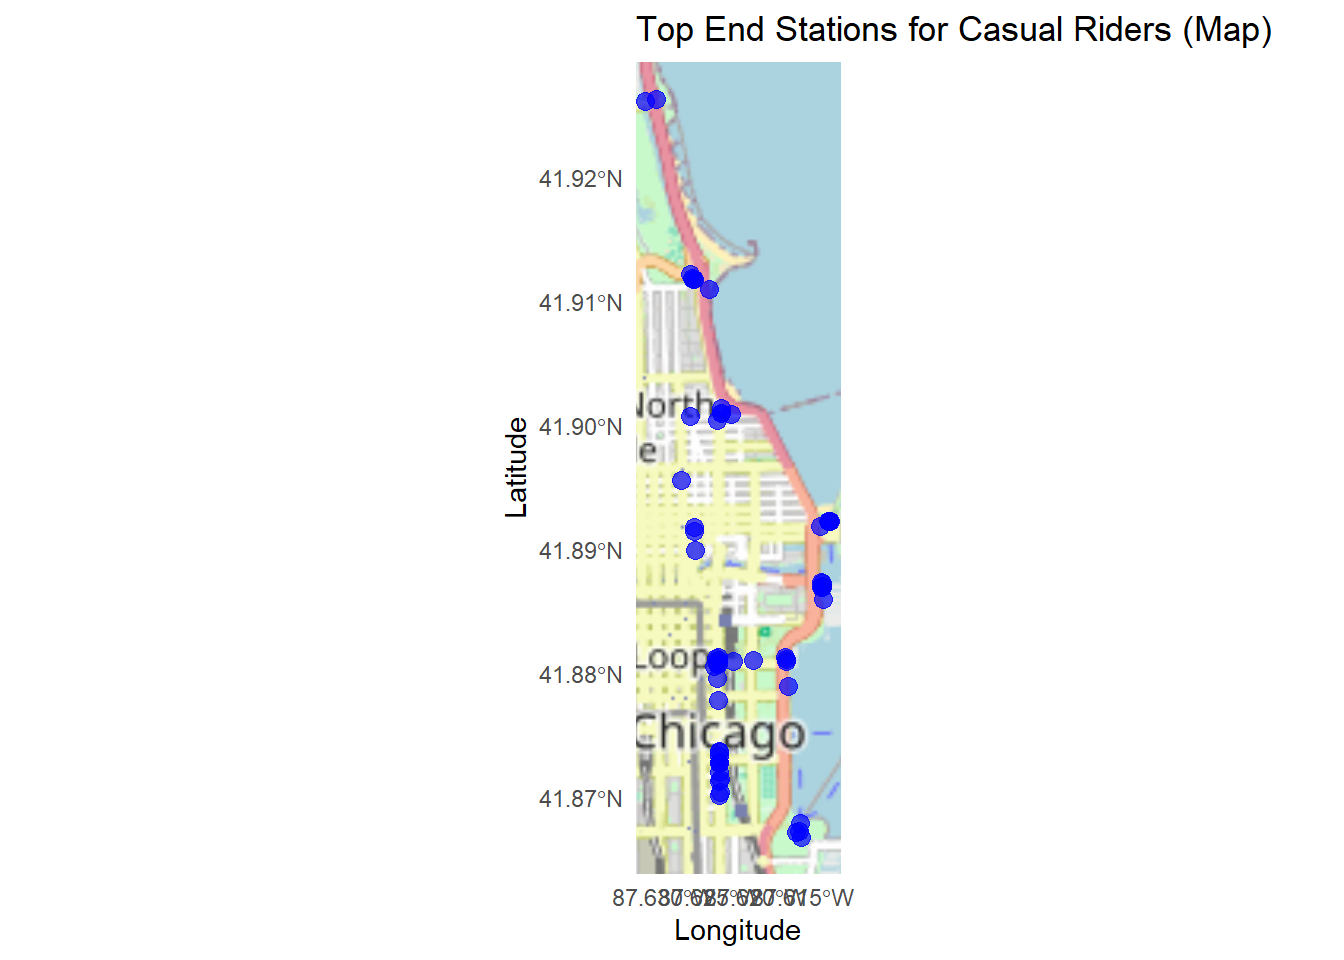 Top End Stations for Casual Riders (Map)
41.92°N
41.91°N
North
e
41.90°N
Latitude
41.89°N
Loop
41.88°N
Chicago
41.87°N
Longitude